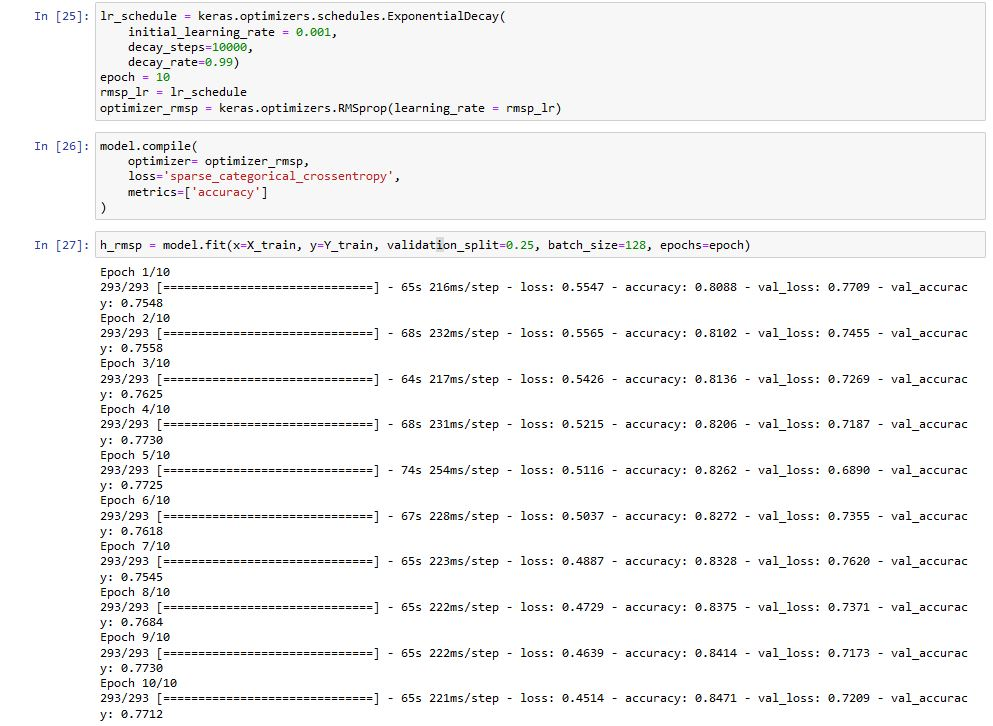 In [25]: lr_schedule = keras.optimizers.schedules.ExponentialDecay(
    initial_learning_rate = 0.001,
    decay_steps=10000,
    decay_rate=0.99)
epoch = 10
rmsp_lr = lr_schedule
optimizer_rmsp = keras.optimizers.RMSprop(learning_rate = rmsp_lr)
In [26]: model.compile(
    optimizer= optimizer_rmsp,
    loss='sparse_categorical_crossentropy',
    metrics=['accuracy']
)
In [27]: h_rmsp = model.fit(x=X_train, y=Y_train, validation_split=0.25, batch_size=128, epochs=epoch)
Epoch 1/10
293/293 [==============================] - 65s 216ms/step - loss: 0.5547 - accuracy: 0.8088 - val_loss: 0.7709 - val_accurac
y: 0.7548
Epoch 2/10
293/293 [==============================] - 68s 232ms/step - loss: 0.5565 - accuracy: 0.8102 - val_loss: 0.7455 - val_accurac
y: 0.7558
Epoch 3/10
293/293 [==============================] - 64s 217ms/step - loss: 0.5426 - accuracy: 0.8136 - val_loss: 0.7269 - val_accurac
y: 0.7625
Epoch 4/10
293/293 [==============================] - 68s 231ms/step - loss: 0.5215 - accuracy: 0.8206 - val_loss: 0.7187 - val_accurac
y: 0.7730
Epoch 5/10
293/293 [==============================] - 74s 254ms/step - loss: 0.5116 - accuracy: 0.8262 - val_loss: 0.6890 - val_accurac
y: 0.7725
Epoch 6/10
293/293 [==============================] - 67s 228ms/step - loss: 0.5037 - accuracy: 0.8272 - val_loss: 0.7355 - val_accurac
y: 0.7618
Epoch 7/10
293/293 [==============================] - 65s 223ms/step - loss: 0.4887 - accuracy: 0.8328 - val_loss: 0.7620 - val_accurac
y: 0.7545
Epoch 8/10
293/293 [==============================] - 65s 222ms/step - loss: 0.4729 - accuracy: 0.8375 - val_loss: 0.7371 - val_accurac
y: 0.7684
Epoch 9/10
293/293 [==============================] - 65s 222ms/step - loss: 0.4639 - accuracy: 0.8414 - val_loss: 0.7173 - val_accurac
y: 0.7730
Epoch 10/10
293/293 [==============================] - 65s 221ms/step - loss: 0.4514 - accuracy: 0.8471 - val_loss: 0.7209 - val_accurac
y: 0.7712